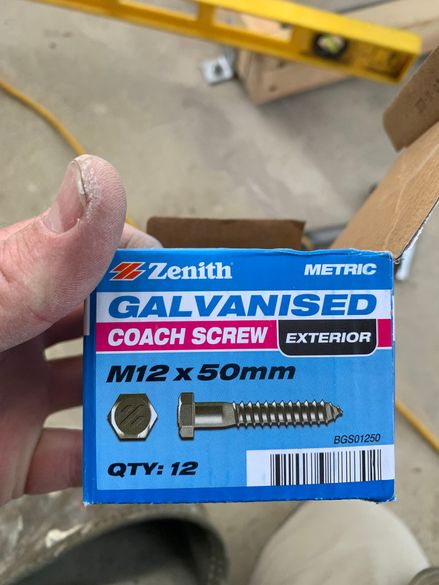 Zenith METRIC
GALVANISED
COACH SCREW EXTERIOR
M12 x 50mm
BGS01250
QTY: 12